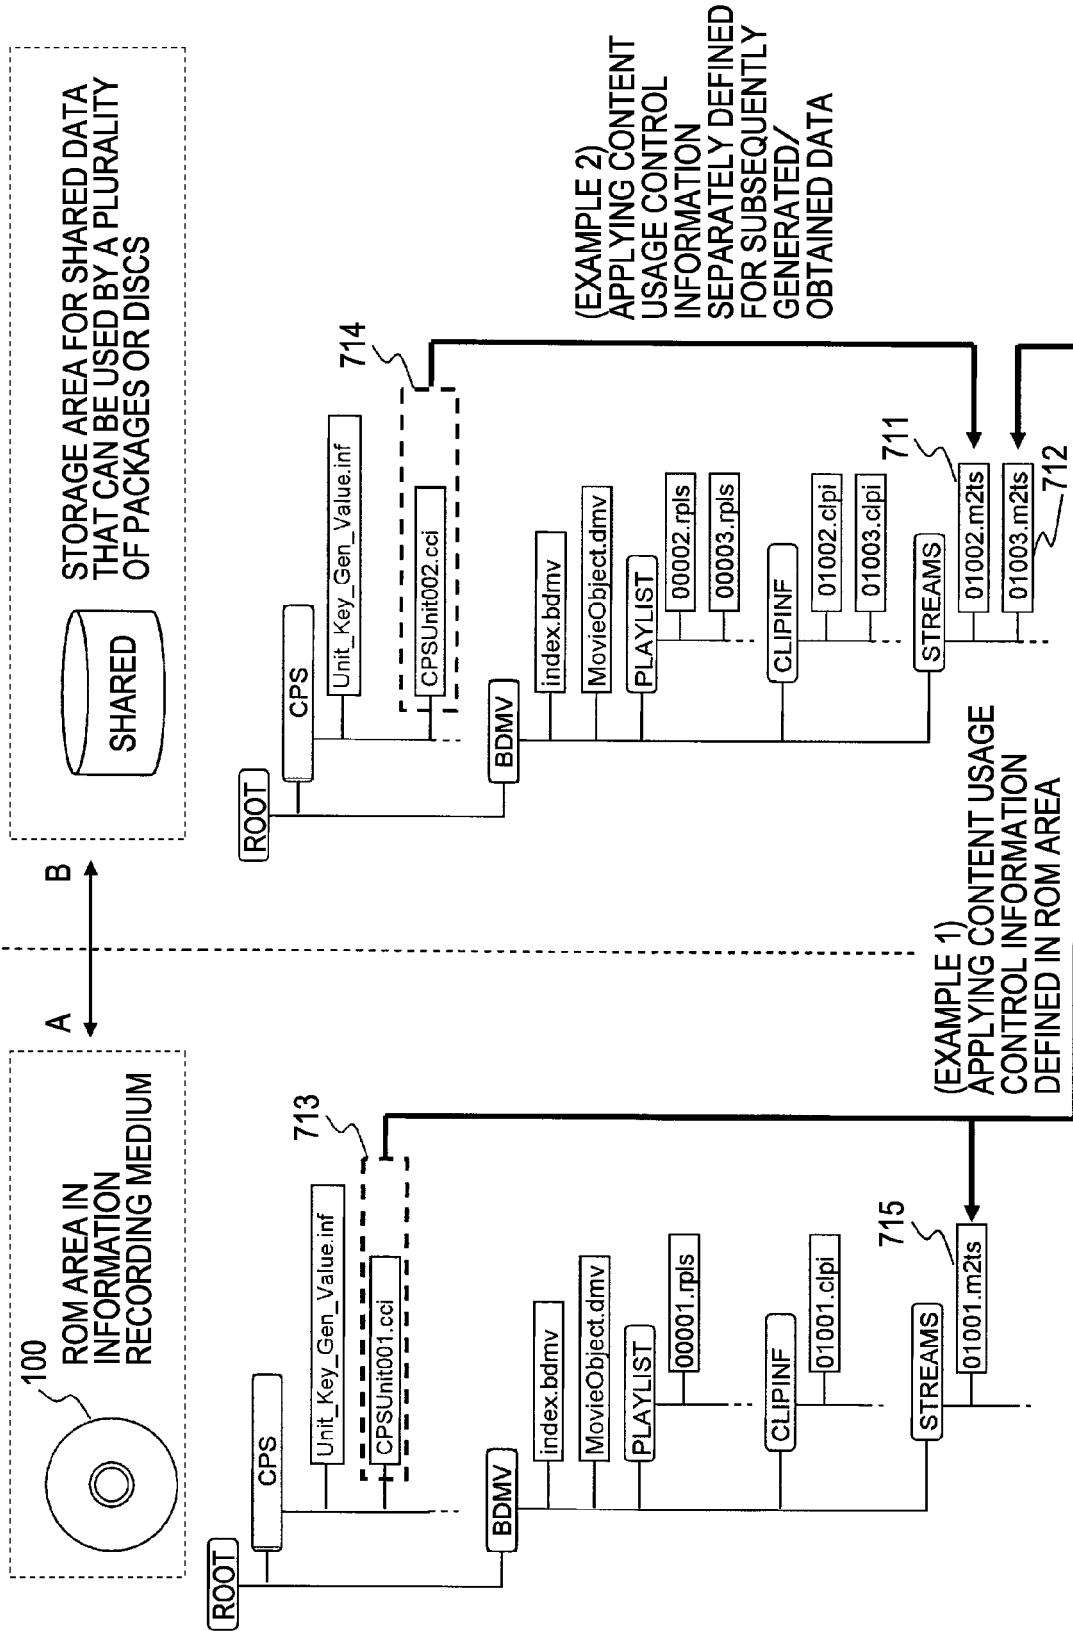 100
ROM AREA IN
INFORMATION
RECORDING MEDIUM
A
B
SHARED
STORAGE AREA FOR SHARED DATA
THAT CAN BE USED BY A PLURALITY
OF PACKAGES OR DISCS
ROOT
CPS
Unit_Key_Gen_Value.inf
713
CPSUnit001.cci
BDMV
index.bdmv
MovieObject.dmv
PLAYLIST
00001.rpls
CLIPINF
01001.clpi
STREAMS
715
01001.m2ts
(EXAMPLE 1)
APPLYING CONTENT USAGE
CONTROL INFORMATION
DEFINED IN ROM AREA
ROOT
CPS
Unit_Key_Gen_Value.inf
714
CPSUnit002.cci
BDMV
index.bdmv
MovieObject.dmv
PLAYLIST
00002.rpls
00003.rpls
CLIPINF
01002.clpi
01003.clpi
STREAMS
711
01002.m2ts
01003.m2ts
712
(EXAMPLE 2)
APPLYING CONTENT
USAGE CONTROL
INFORMATION
SEPARATELY DEFINED
FOR SUBSEQUENTLY
GENERATED/
OBTAINED DATA